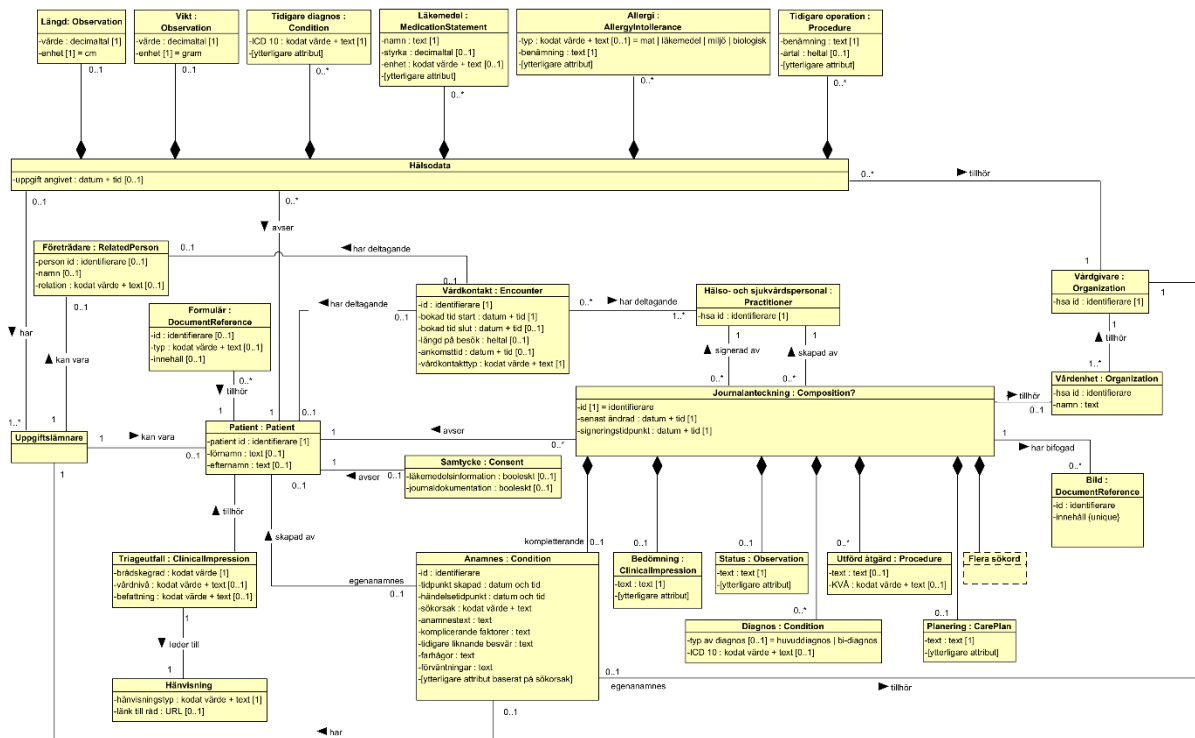 Längd: Observation
-värde : decimaltal [1]
-enhet [1] = cm
Vikt :
Observation
-värde : decimaltal [1]
-enhet [1] = gram
Tidigare diagnos :
Condition
-ICD 10 : kodat värde + text [1]
-[ytterligare attribut]
Läkemedel :
MedicationStatement
-namn : text [1]
-styrka : decimaltal [0..1]
-enhet : kodat värde + text [0..1]
-[ytterligare attribut]
Allergi :
AllergyIntollerance
-typ : kodat värde + text [0..1] = mat | läkemedel | miljö | biologisk
-benämning : text [1]
-[ytterligare attribut]
Tidigare operation :
Procedure
-benämning : text [1]
-årtal : heltal [0..1]
-[ytterligare attribut]
0..1
0..1
0..*
0..*
0..*
0..*
Hälsodata
-uppgift angivet : datum + tid [0..1]
0..1
0..*
0..*
tillhör
avser
har
Företrädare : RelatedPerson
-person id : identifierare [0..1]
-namn [0..1]
-relation : kodat värde + text [0..1]
0..1
0..1
har deltagande
0..1
kan vara
1
Formulär :
DocumentReference
-id : identifierare [0..1]
-typ : kodat värde + text [0..1]
-innehåll [0..1]
0..*
tillhör
1
har deltagande
0..1
0..1
Vårdkontakt : Encounter
-id : identifierare [1]
-bokad tid start : datum + tid [1]
-bokad tid slut : datum + tid [0..1]
-längd på besök : heltal [0..1]
-ankomsttid : datum + tid [0..1]
-vårdkontakttyp : kodat värde + text [1]
0..*
har deltagande
1..*
Hälso- och sjukvårdspersonal :
Practitioner
-hsa id : identifierare [1]
1
signerad av
0..*
1
skapad av
0..*
1
Vårdgivare :
Organization
-hsa id : identifierare [1]
1
1
tillhör
1..*
Vårdenhet : Organization
-hsa id : identifierare
-namn : text
Journalanteckning : Composition?
-id [1] = identifierare
-senast ändrad : datum + tid [1]
-signeringstidpunkt : datum + tid [1]
tillhör
0..1
1
har bifogad
0..*
Bild :
DocumentReference
-id : identifierare
-innehåll {unique}
1..*
Uppgiftslämnare
1
kan vara
0..1
1
Patient : Patient
-patient id : identifierare [1]
-förnamn : text [0..1]
-efternamn : text [0..1]
1
avser
0..*
1
avser
Samtycke : Consent
-läkemedelsinformation : booleskt [0..1]
-journaldokumentation : booleskt [0..1]
1
tillhör
0..1
skapad av
egenanamnes
0..1
Triageutfall : ClinicalImpression
-brådskegrad : kodat värde [1]
-vårdnivå : kodat värde + text [0..1]
-befattning : kodat värde + text [0..1]
1
leder till
1
Hänvisning
-hänvisningstyp : kodat värde + text [1]
-länk till råd : URL [0..1]
kompletterande
0..1
Anamnes : Condition
-id : identifierare
-tidpunkt skapad : datum och tid
-händelsetidpunkt : datum och tid
-sökorsak : kodat värde + text
-anamnestext : text
-komplicerande faktorer : text
-tidigare liknande besvär : text
-farhågor : text
-förväntningar : text
-[ytterligare attribut baserat på sökorsak]
0..1
Bedömning :
ClinicalImpression
-text : text [1]
-[ytterligare attribut]
0..1
Status : Observation
-text : text [1]
-[ytterligare attribut]
0..*
Utförd åtgärd : Procedure
-text : text [0..1]
-KVÅ : kodat värde + text [0..1]
Flera sökord
0..*
Diagnos : Condition
-typ av diagnos [0..1] = huvuddiagnos | bi-diagnos
-ICD 10 : kodat värde + text [0..1]
0..1
Planering : CarePlan
-text : text [1]
-[ytterligare attribut]
0..1
egenanamnes
tillhör
0..1
har